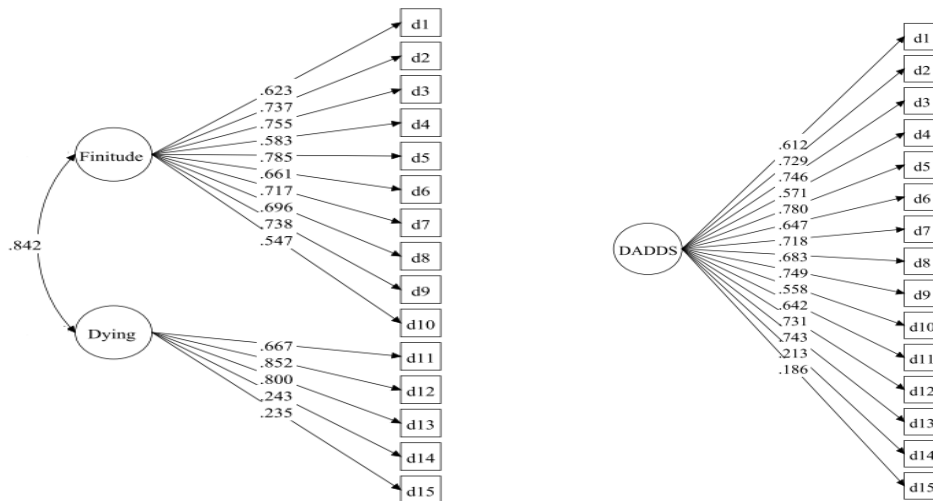 d1
d2
d3
d4
d5
d6
d7
d8
d9
d10
d11
d12
d13
d14
d15
.623
.737
.755
.583
.785
.661
.717
.696
.738
.547
Finitude
.842
Dying
.667
.852
.800
.243
.235
d1
d2
d3
d4
d5
d6
d7
d8
d9
d10
d11
d12
d13
d14
d15
.612
.729
.746
.571
.780
.647
.718
.683
.749
.558
.642
.731
.743
.213
.186
DADDS